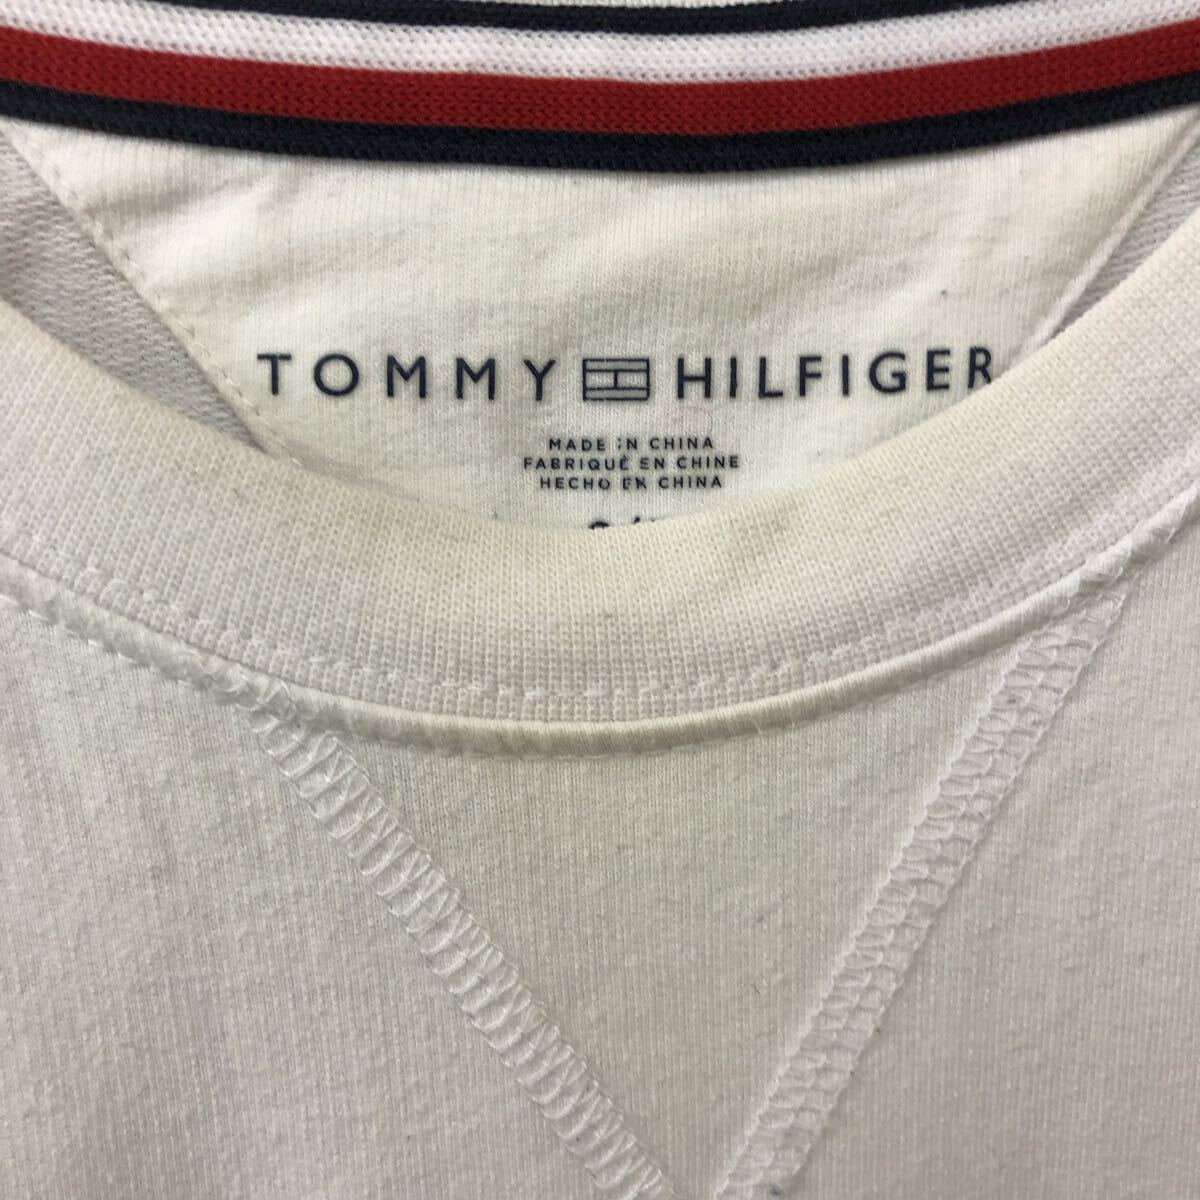 TOMMY HILFIGER
MADE IN CHINA
FABRIQUÉ EN CHINE
HECHO EN CHINA